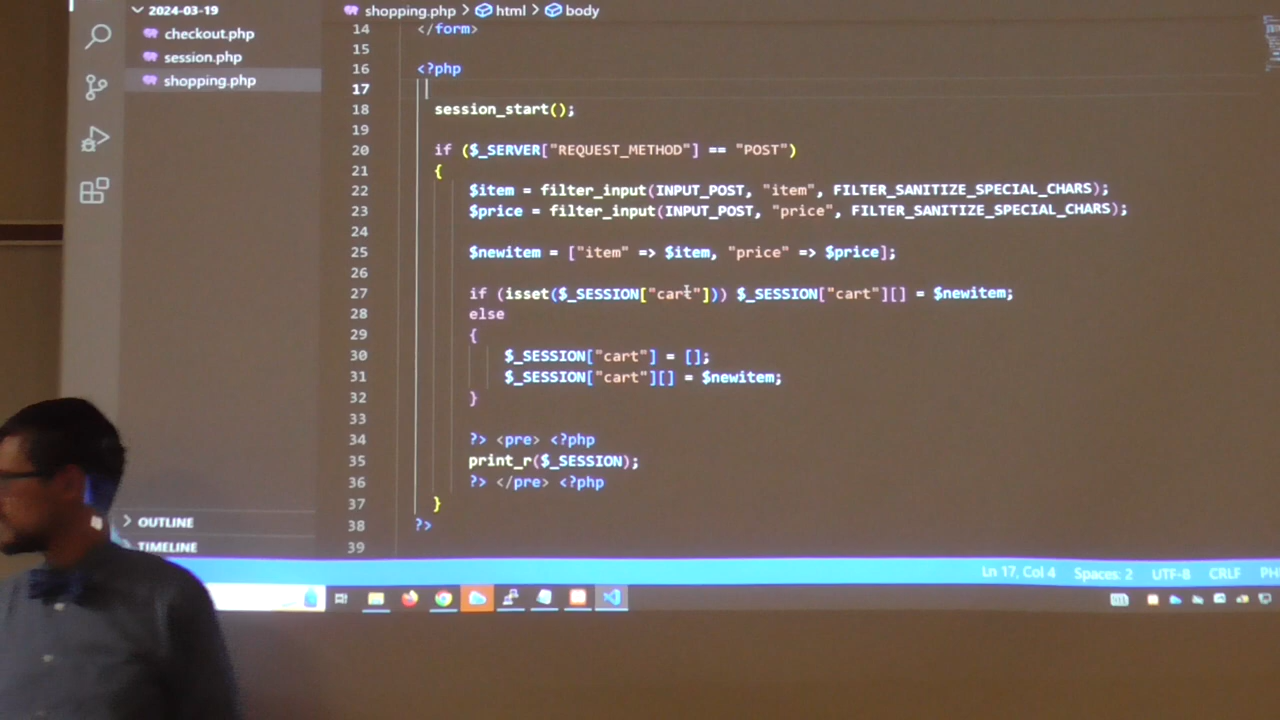 2024-03-19
checkout.php
session.php
shopping.php
OUTLINE
TIMELINE
shopping.php > html > body
14 </form>
15
16 <?php
17
18 session_start();
19
20 if ($_SERVER["REQUEST_METHOD"] == "POST")
21 {
22 $item = filter_input(INPUT_POST, "item", FILTER_SANITIZE_SPECIAL_CHARS);
23 $price = filter_input(INPUT_POST, "price", FILTER_SANITIZE_SPECIAL_CHARS);
24
25 $newitem = ["item" => $item, "price" => $price];
26
27 if (isset($_SESSION["cart"])) $_SESSION["cart"][] = $newitem;
28 else
29 {
30 $_SESSION["cart"] = [];
31 $_SESSION["cart"][] = $newitem;
32 }
33
34 ?> <pre> <?php
35 print_r($_SESSION);
36 ?> </pre> <?php
37 }
38 ?>
39
Ln 17, Col 4 Spaces: 2 UTF-8 CRLF PH